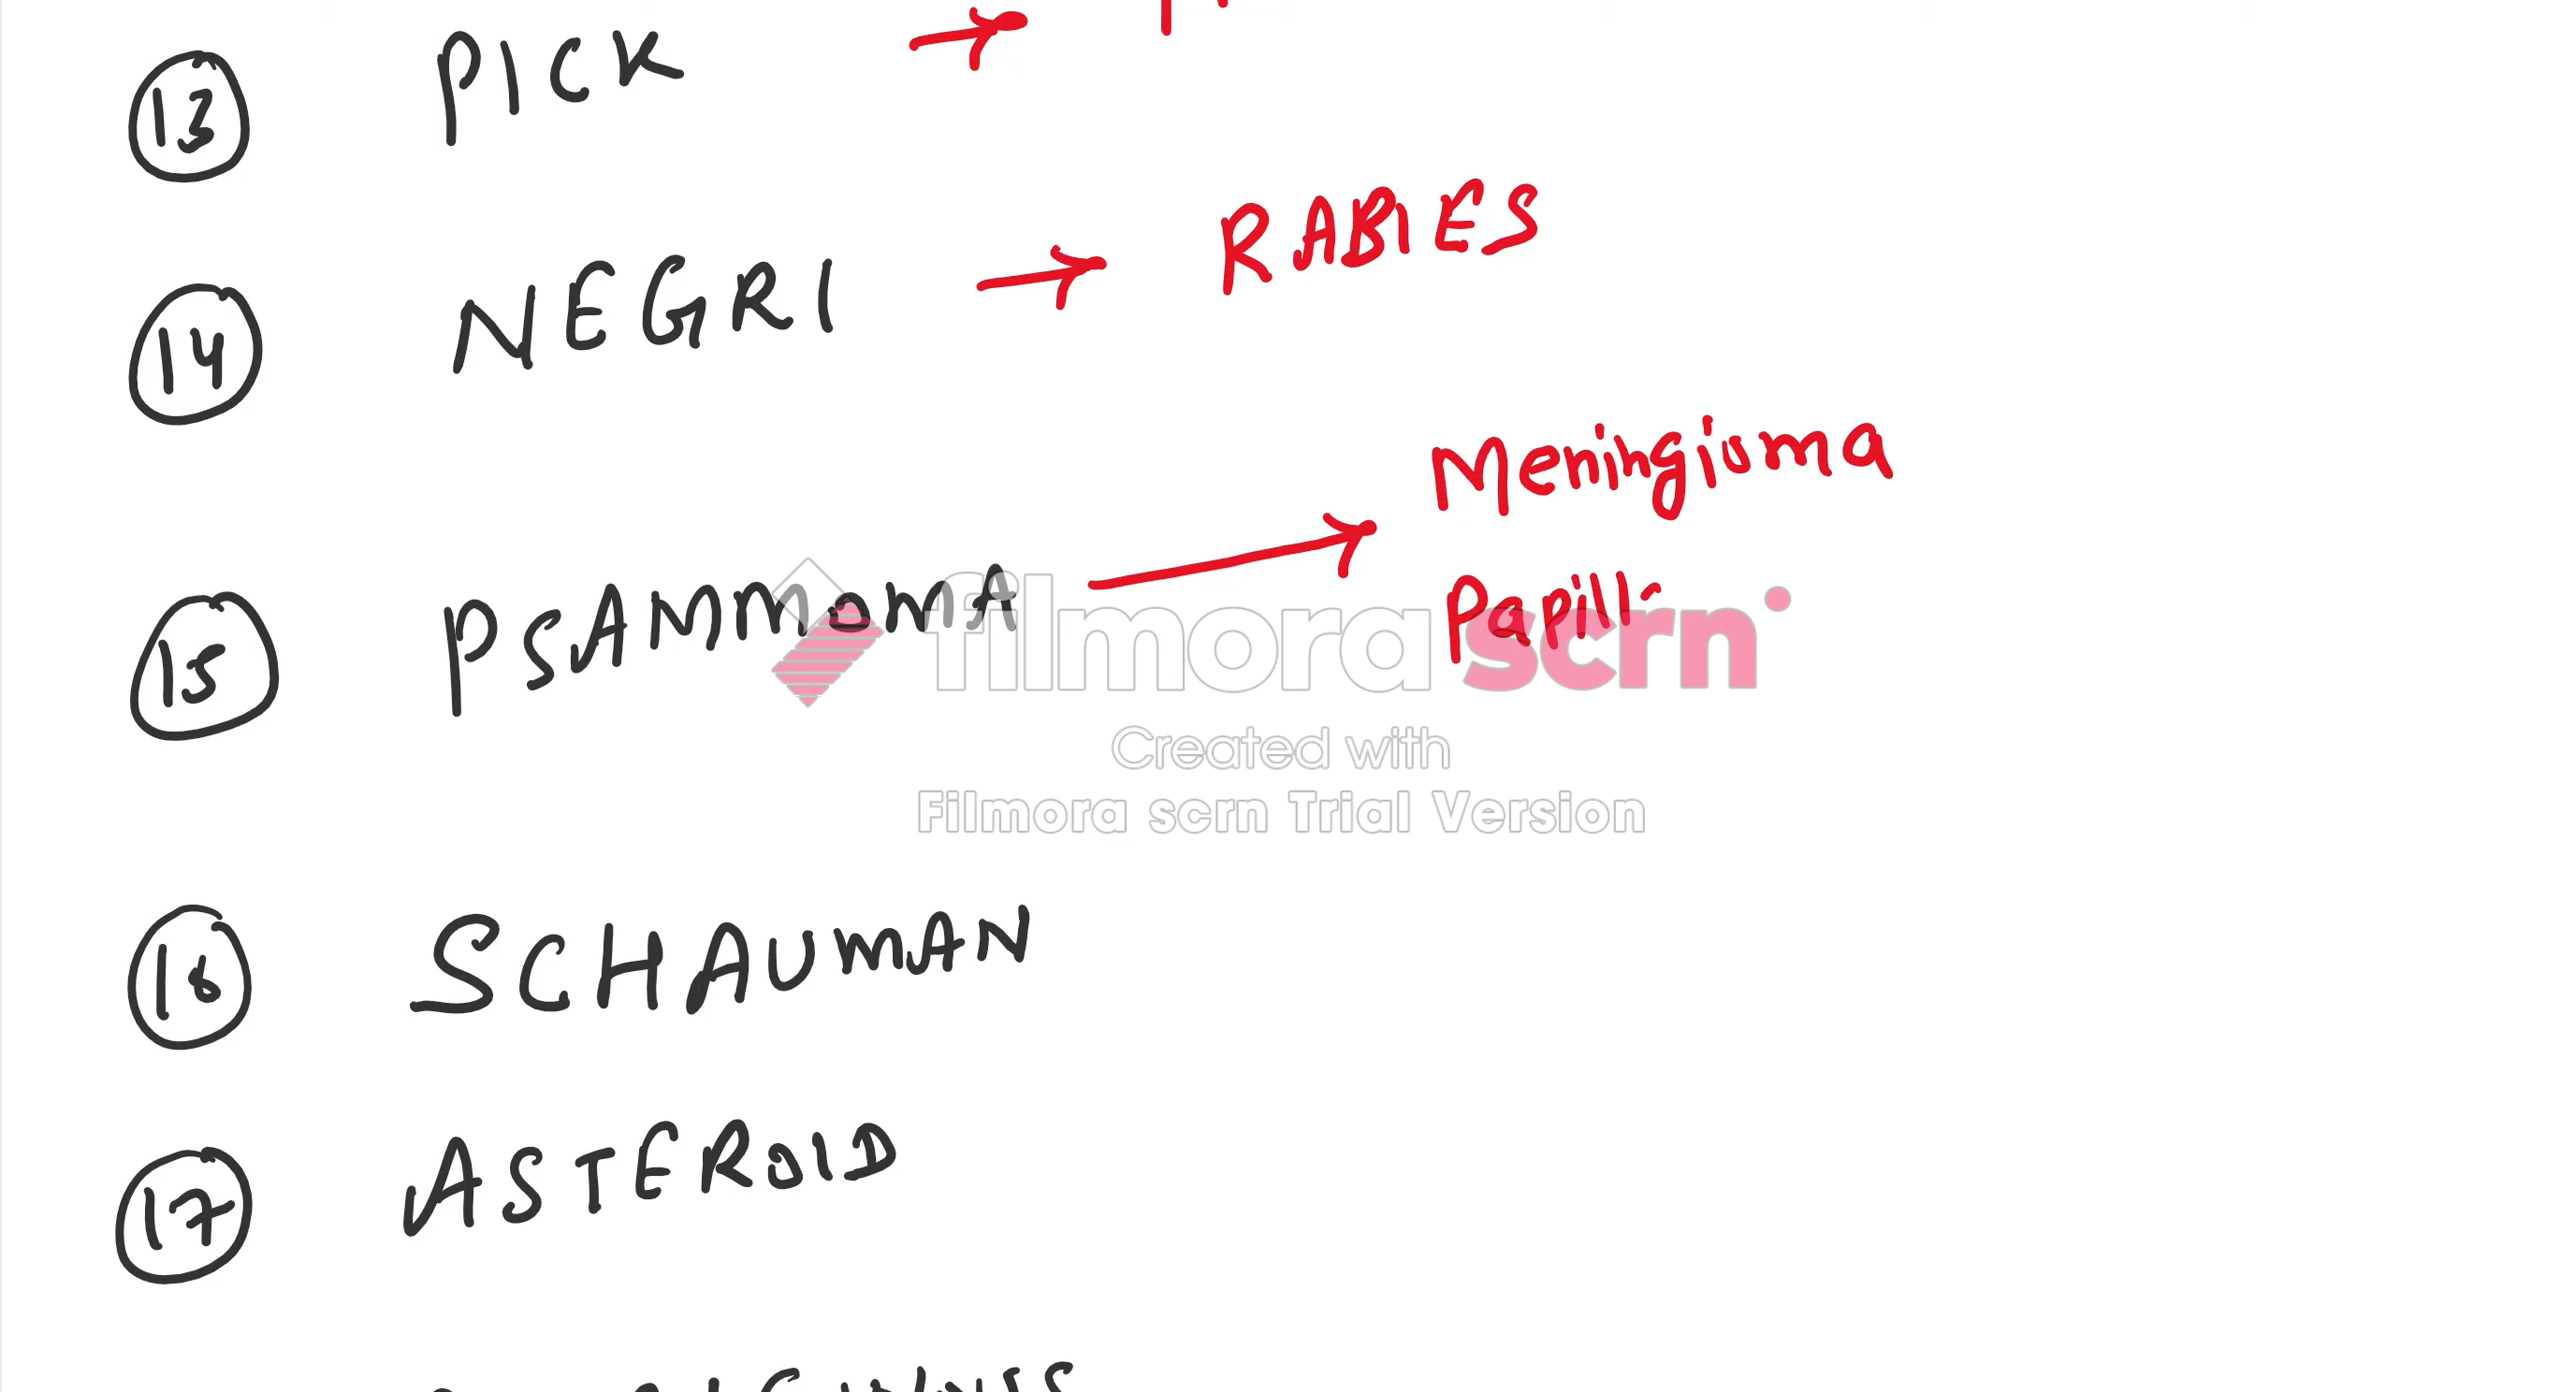 13 PICK →
14 NEGRI → RABIES
15 PSAMMOMA → Meningioma
Papill
filmora scrn
Created with
Filmora scrn Trial Version
16 SCHAUMAN
17 ASTEROID